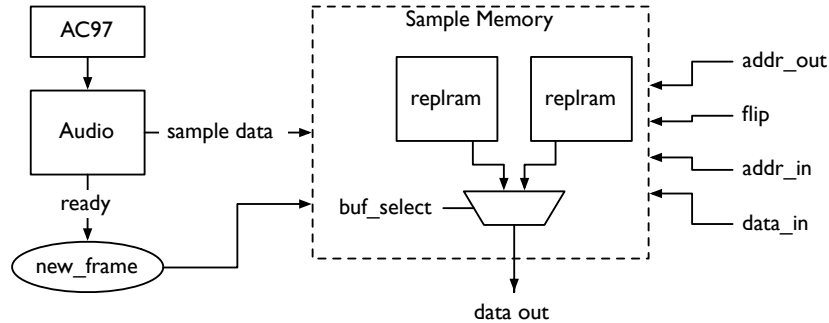 AC97
Audio
sample data
ready
new_frame
Sample Memory
replram
replram
buf_select
data out
addr_out
flip
addr_in
data_in